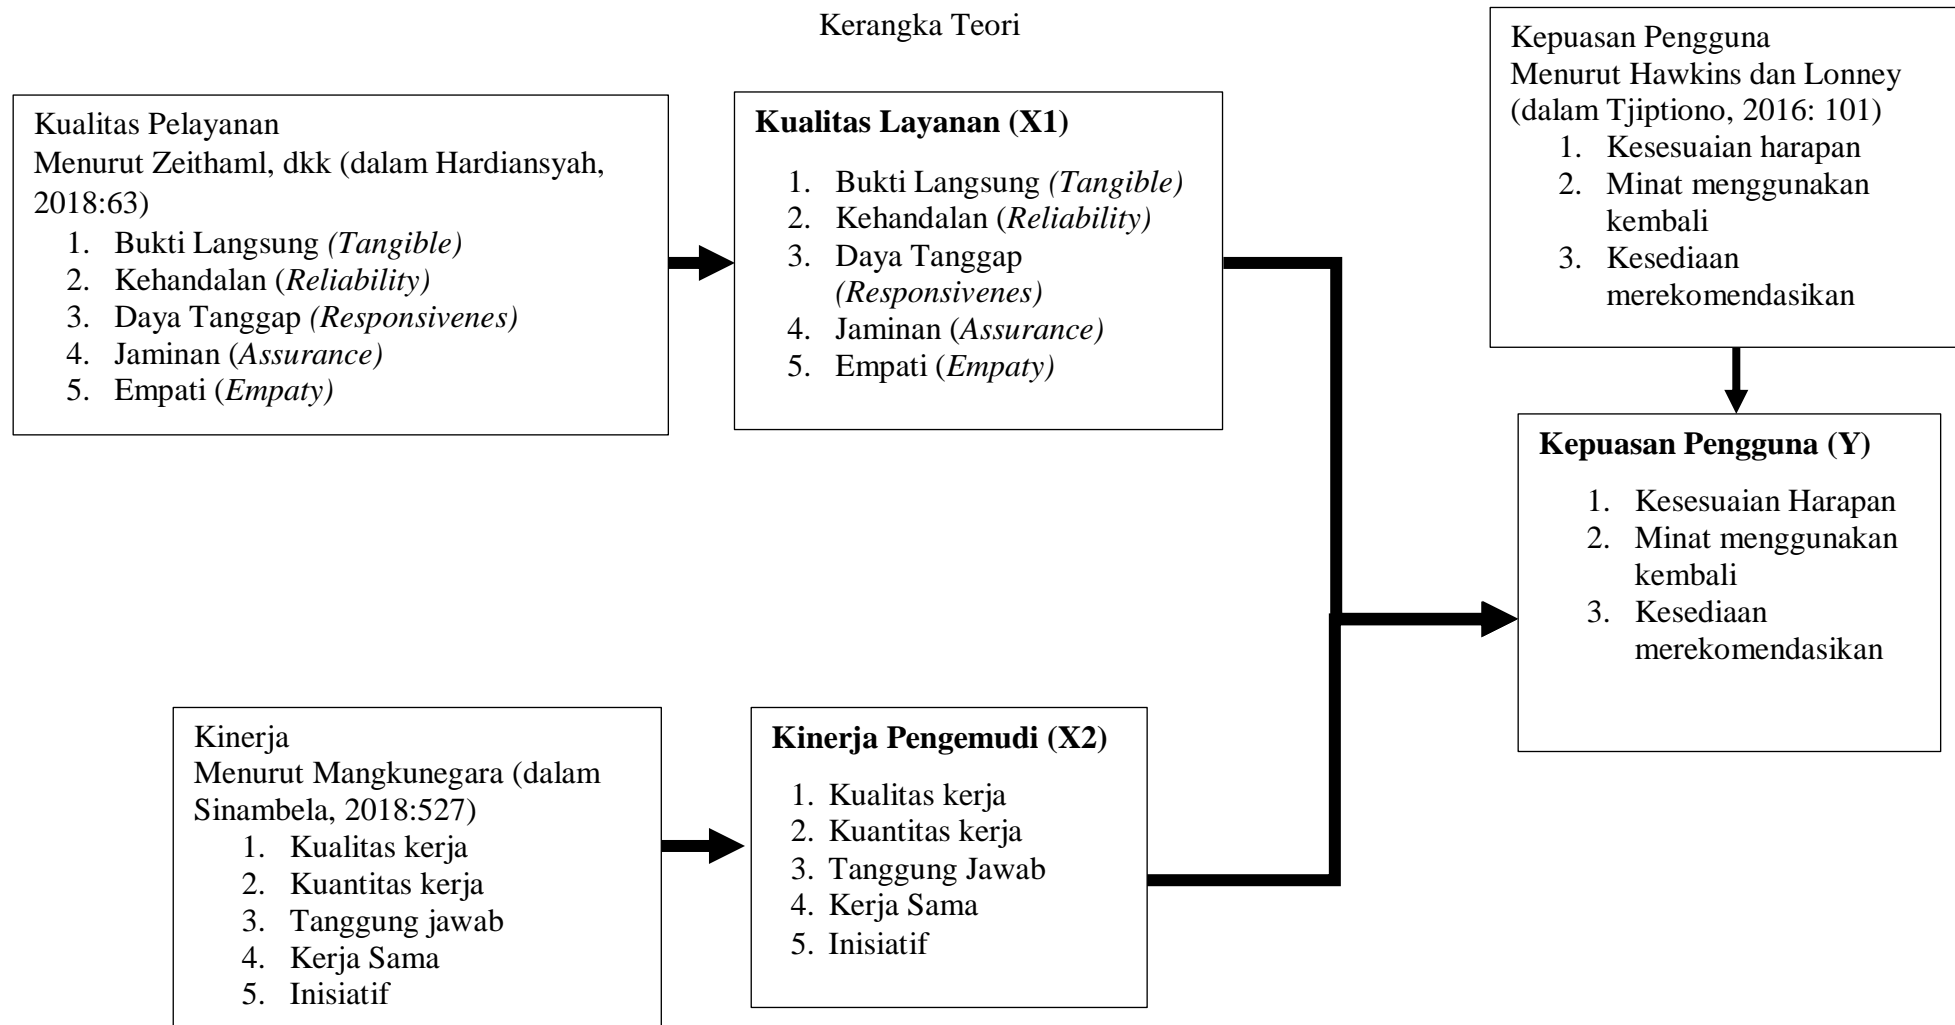 Kerangka Teori
Kualitas Pelayanan
Menurut Zeithaml, dkk (dalam Hardiansyah,
2018:63)
1. Bukti Langsung (Tangible)
2. Kehandalan (Reliability)
3. Daya Tanggap (Responsivenes)
4. Jaminan (Assurance)
5. Empati (Empaty)
Kualitas Layanan (X1)
1. Bukti Langsung (Tangible)
2. Kehandalan (Reliability)
3. Daya Tanggap
(Responsivenes)
4. Jaminan (Assurance)
5. Empati (Empaty)
Kepuasan Pengguna
Menurut Hawkins dan Lonney
(dalam Tjiptiono, 2016: 101)
1. Kesesuaian harapan
2. Minat menggunakan
kembali
3. Kesediaan
merekomendasikan
Kepuasan Pengguna (Y)
1. Kesesuaian Harapan
2. Minat menggunakan
kembali
3. Kesediaan
merekomendasikan
Kinerja
Menurut Mangkunegara (dalam
Sinambela, 2018:527)
1. Kualitas kerja
2. Kuantitas kerja
3. Tanggung jawab
4. Kerja Sama
5. Inisiatif
Kinerja Pengemudi (X2)
1. Kualitas kerja
2. Kuantitas kerja
3. Tanggung Jawab
4. Kerja Sama
5. Inisiatif